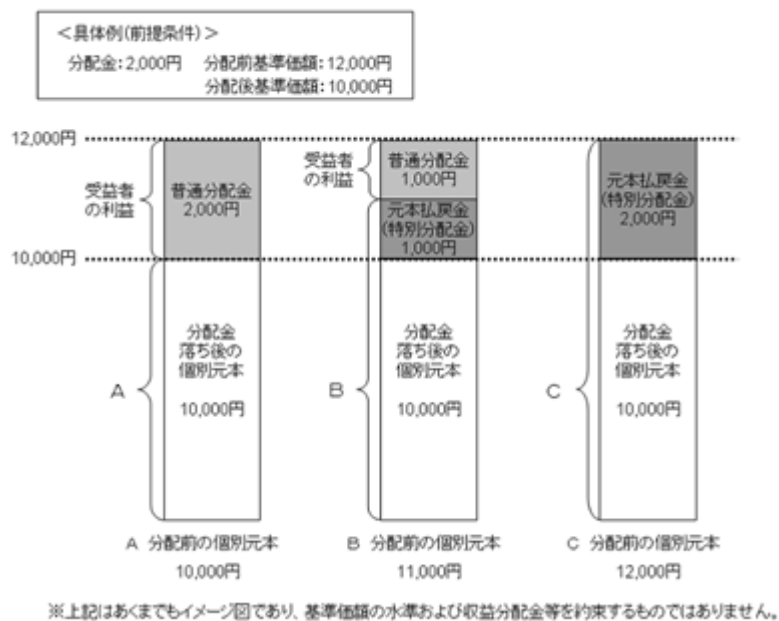 ＜具体例(前提条件)＞
分配金:2,000円　分配前基準価額:12,000円
分配後基準価額:10,000円
12,000円
10,000円
受益者
の利益
普通分配金
2,000円
分配金
落ち後の
個別元本
10,000円
A
A 分配前の個別元本
10,000円
受益者
の利益
普通分配金
1,000円
元本払戻金
(特別分配金)
1,000円
分配金
落ち後の
個別元本
10,000円
B
B 分配前の個別元本
11,000円
元本払戻金
(特別分配金)
2,000円
分配金
落ち後の
個別元本
10,000円
C
C 分配前の個別元本
12,000円
※上記はあくまでもイメージ図であり、基準価額の水準および収益分配金等を約束するものではありません。